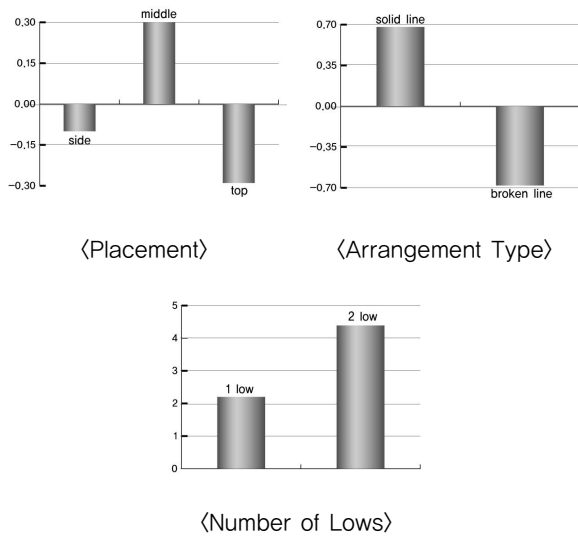 middle
0,30
0,15
0,00
-0,15
-0,30
side
top
〈Placement〉
solid line
0,70
0,35
0,00
-0,35
-0,70
broken line
〈Arrangement Type〉
5
4
3
2
1
0
1 low
2 low
〈Number of Lows〉